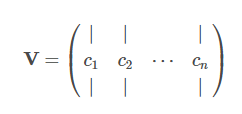 V = ( | | |
c₁ c₂ ⋯ cₙ
| | | )